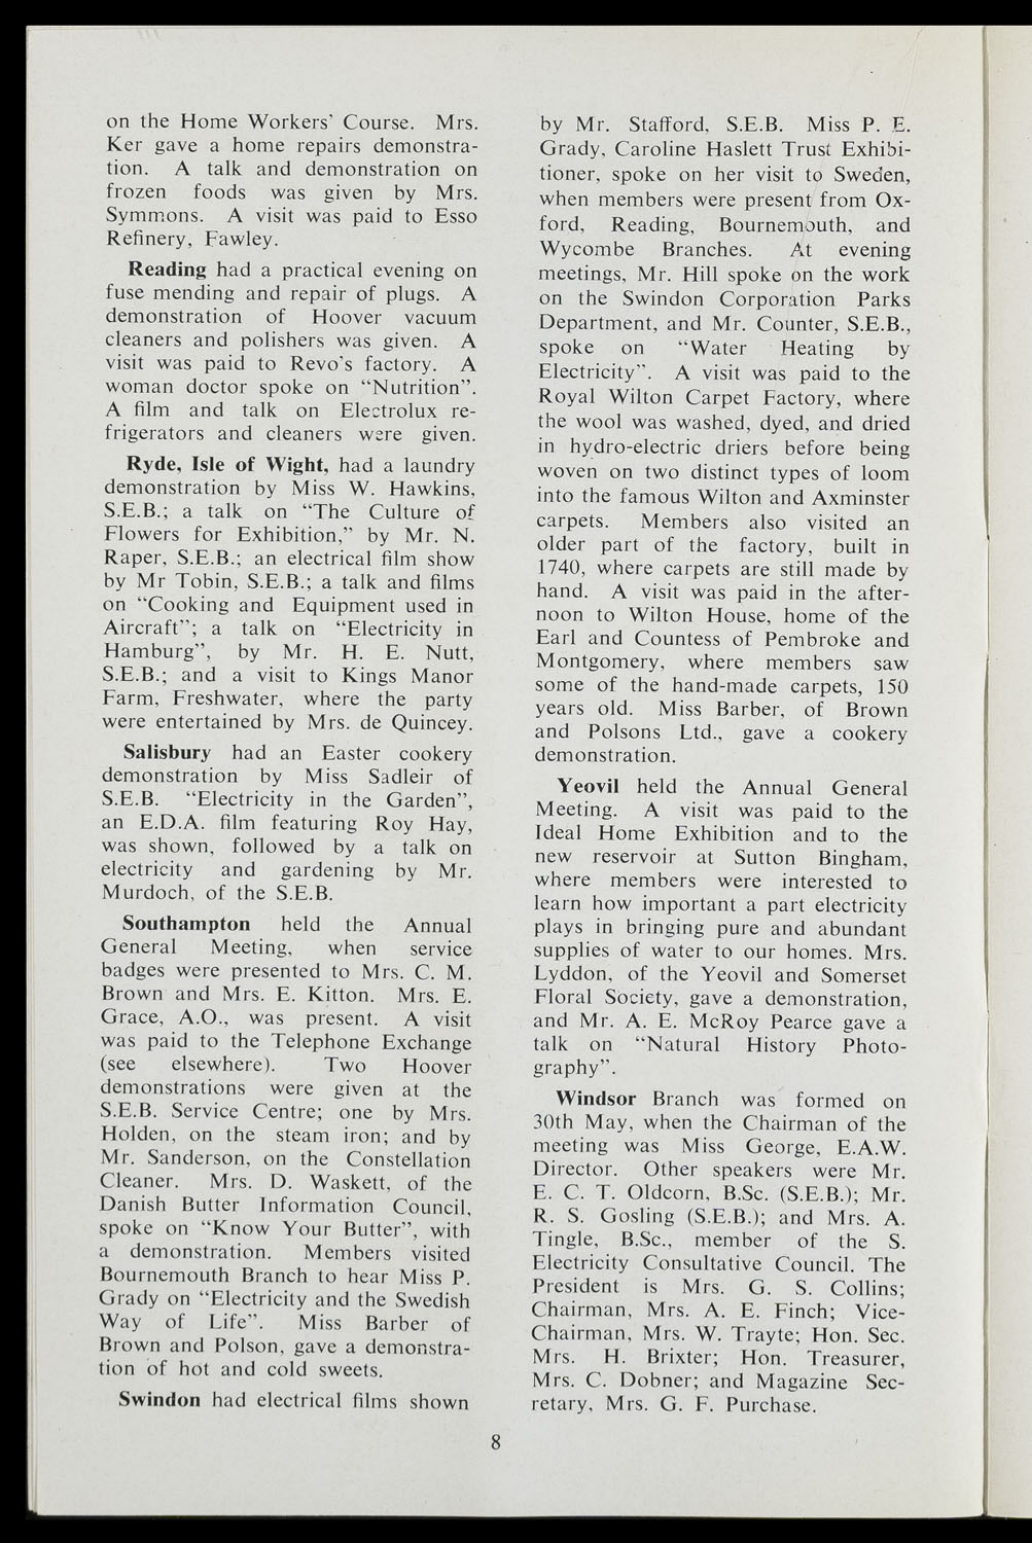 on the Home Workers' Course. Mrs.
Ker gave a home repairs demonstra-
tion. A talk and demonstration on
frozen foods was given by Mrs.
Symmons. A visit was paid to Esso
Refinery, Fawley.
Reading had a practical evening on
fuse mending and repair of plugs. A
demonstration of Hoover vacuum
cleaners and polishers was given. A
visit was paid to Revo's factory. A
woman doctor spoke on "Nutrition".
A film and talk on Electrolux re-
frigerators and cleaners were given.
Ryde, Isle of Wight, had a laundry
demonstration by Miss W. Hawkins,
S.E.B.; a talk on "The Culture of
Flowers for Exhibition," by Mr. N.
Raper, S.E.B.; an electrical film show
by Mr Tobin, S.E.B.; a talk and films
on "Cooking and Equipment used in
Aircraft"; a talk on "Electricity in
Hamburg", by Mr. H. E. Nutt,
S.E.B.; and a visit to Kings Manor
Farm, Freshwater, where the party
were entertained by Mrs. de Quincey.
Salisbury had an Easter cookery
demonstration by Miss Sadleir of
S.E.B. "Electricity in the Garden",
an E.D.A. film featuring Roy Hay,
was shown, followed by a talk on
electricity and gardening by Mr.
Murdoch, of the S.E.B.
Southampton held the Annual
General Meeting, when service
badges were presented to Mrs. C. M.
Brown and Mrs. E. Kitton. Mrs. E.
Grace, A.O., was present. A visit
was paid to the Telephone Exchange
(see elsewhere). Two Hoover
demonstrations were given at the
S.E.B. Service Centre; one by Mrs.
Holden, on the steam iron; and by
Mr. Sanderson, on the Constellation
Cleaner. Mrs. D. Waskett, of the
Danish Butter Information Council,
spoke on "Know Your Butter", with
a demonstration. Members visited
Bournemouth Branch to hear Miss P.
Grady on "Electricity and the Swedish
Way of Life". Miss Barber of
Brown and Polson, gave a demonstra-
tion of hot and cold sweets.
Swindon had electrical films shown
by Mr. Stafford, S.E.B. Miss P. E.
Grady, Caroline Haslett Trust Exhibi-
tioner, spoke on her visit to Sweden,
when members were present from Ox-
ford, Reading, Bournemouth, and
Wycombe Branches. At evening
meetings, Mr. Hill spoke on the work
on the Swindon Corporation Parks
Department, and Mr. Counter, S.E.B.,
spoke on "Water Heating by
Electricity". A visit was paid to the
Royal Wilton Carpet Factory, where
the wool was washed, dyed, and dried
in hydro-electric driers before being
woven on two distinct types of loom
into the famous Wilton and Axminster
carpets. Members also visited an
older part of the factory, built in
1740, where carpets are still made by
hand. A visit was paid in the after-
noon to Wilton House, home of the
Earl and Countess of Pembroke and
Montgomery, where members saw
some of the hand-made carpets, 150
years old. Miss Barber, of Brown
and Polsons Ltd., gave a cookery
demonstration.
Yeovil held the Annual General
Meeting. A visit was paid to the
Ideal Home Exhibition and to the
new reservoir at Sutton Bingham,
where members were interested to
learn how important a part electricity
plays in bringing pure and abundant
supplies of water to our homes. Mrs.
Lyddon, of the Yeovil and Somerset
Floral Society, gave a demonstration,
and Mr. A. E. McRoy Pearce gave a
talk on "Natural History Photo-
graphy".
Windsor Branch was formed on
30th May, when the Chairman of the
meeting was Miss George, E.A.W.
Director. Other speakers were Mr.
E. C. T. Oldcorn, B.Sc. (S.E.B.); Mr.
R. S. Gosling (S.E.B.); and Mrs. A.
Tingle, B.Sc., member of the S.
Electricity Consultative Council. The
President is Mrs. G. S. Collins;
Chairman, Mrs. A. E. Finch; Vice-
Chairman, Mrs. W. Trayte; Hon. Sec.
Mrs. H. Brixter; Hon. Treasurer,
Mrs. C. Dobner; and Magazine Sec-
retary, Mrs. G. F. Purchase.
8